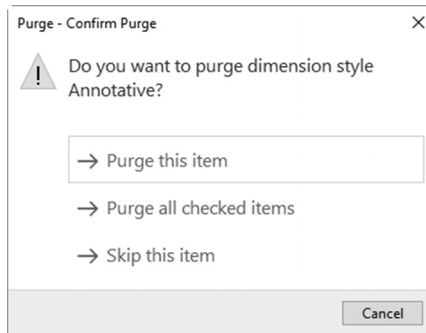 Purge - Confirm Purge
Do you want to purge dimension style
Annotative?
Purge this item
Purge all checked items
Skip this item
Cancel